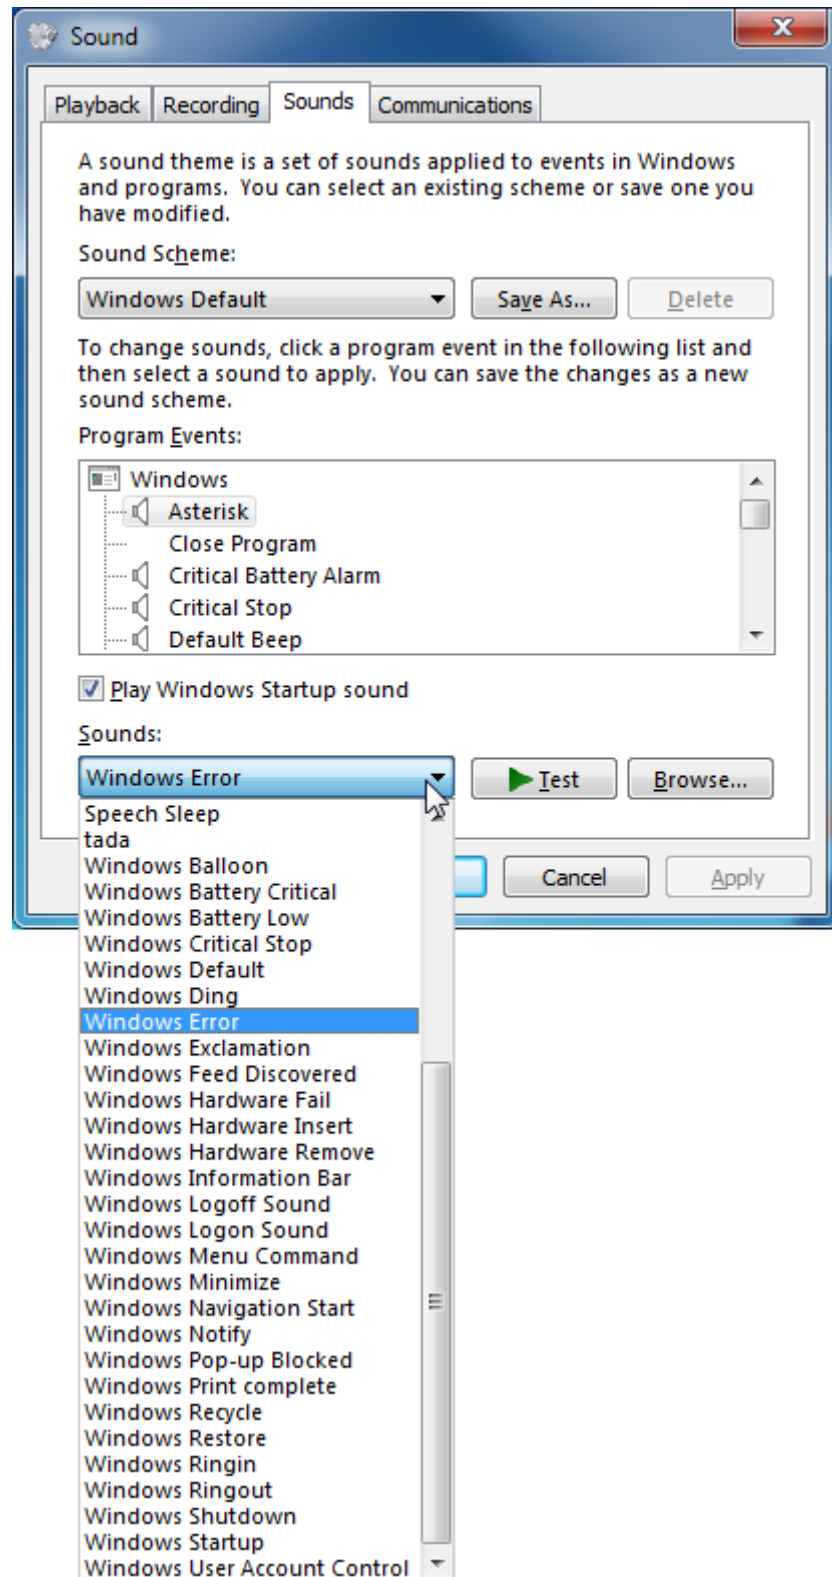 Sound
Playback Recording Sounds Communications
A sound theme is a set of sounds applied to events in Windows
and programs. You can select an existing scheme or save one you
have modified.
Sound Scheme:
Windows Default Save As... Delete
To change sounds, click a program event in the following list and
then select a sound to apply. You can save the changes as a new
sound scheme.
Program Events:
Windows
Asterisk
Close Program
Critical Battery Alarm
Critical Stop
Default Beep
Play Windows Startup sound
Sounds:
Windows Error Test Browse...
Speech Sleep
tada
Windows Balloon
Cancel Apply
Windows Battery Critical
Windows Battery Low
Windows Critical Stop
Windows Default
Windows Ding
Windows Error
Windows Exclamation
Windows Feed Discovered
Windows Hardware Fail
Windows Hardware Insert
Windows Hardware Remove
Windows Information Bar
Windows Logoff Sound
Windows Logon Sound
Windows Menu Command
Windows Minimize
Windows Navigation Start
Windows Notify
Windows Pop-up Blocked
Windows Print complete
Windows Recycle
Windows Restore
Windows Ringin
Windows Ringout
Windows Shutdown
Windows Startup
Windows User Account Control